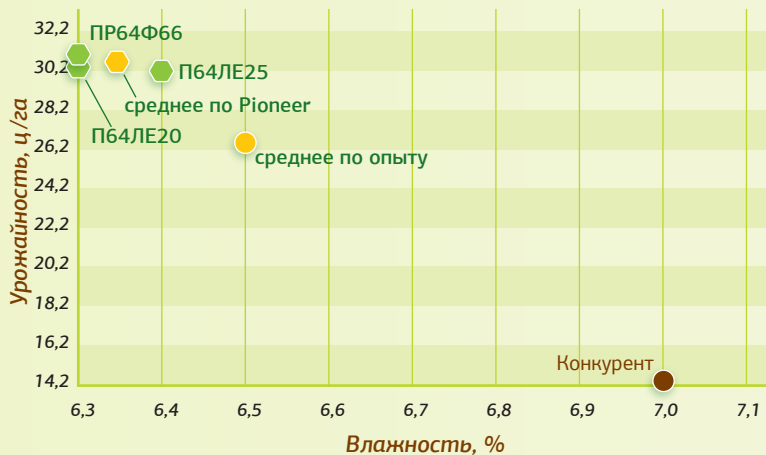 Урожайность, ц/га
32,2
30,2
28,2
26,2
24,2
22,2
20,2
18,2
16,2
14,2
ПР64Ф66
П64ЛЕ25
среднее по Pioneer
П64ЛЕ20
среднее по опыту
Конкурент
6,3 6,4 6,5 6,6 6,7 6,8 6,9 7,0 7,1
Влажность, %